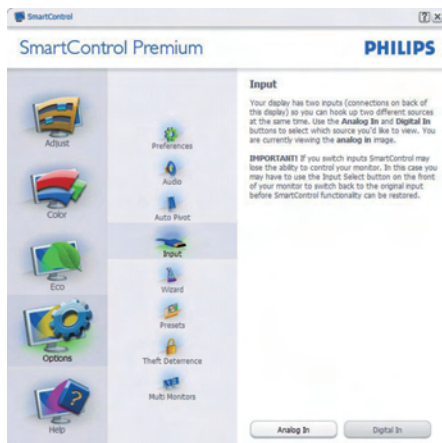 SmartControl
SmartControl Premium
PHILIPS
Adjust
Color
Eco
Options
Help
Preferences
Audio
Auto Pivot
Input
Wizard
Presets
Theft Deterrence
Multi Monitors
Input
Your display has two inputs (connections on back of
this display) so you can hook up two different sources
at the same time. Use the Analog In and Digital In
buttons to select which source you'd like to view. You
are currently viewing the analog in image.
IMPORTANT! If you switch inputs SmartControl may
lose the ability to control your monitor. In this case you
may have to use the Input Select button on the front
of your monitor to switch back to the original input
before SmartControl functionality can be restored.
Analog In
Digital In